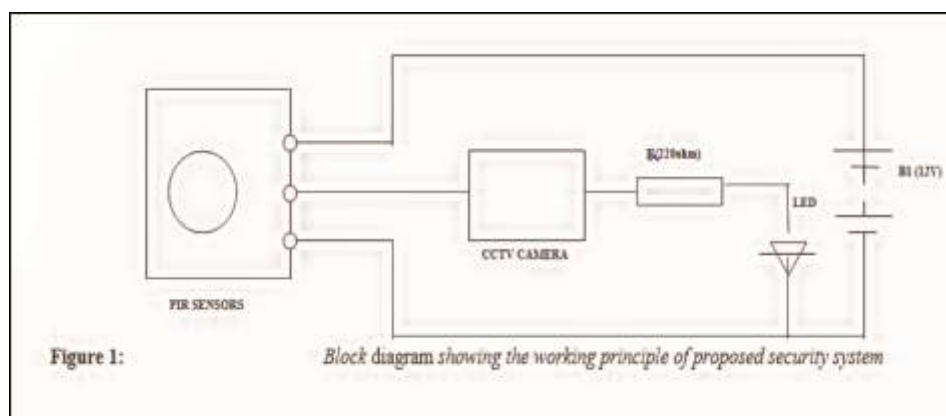 R(220ohm)
B1 (12V)
LED
CCTV CAMERA
PIR SENSORS
Figure 1: Block diagram showing the working principle of proposed security system